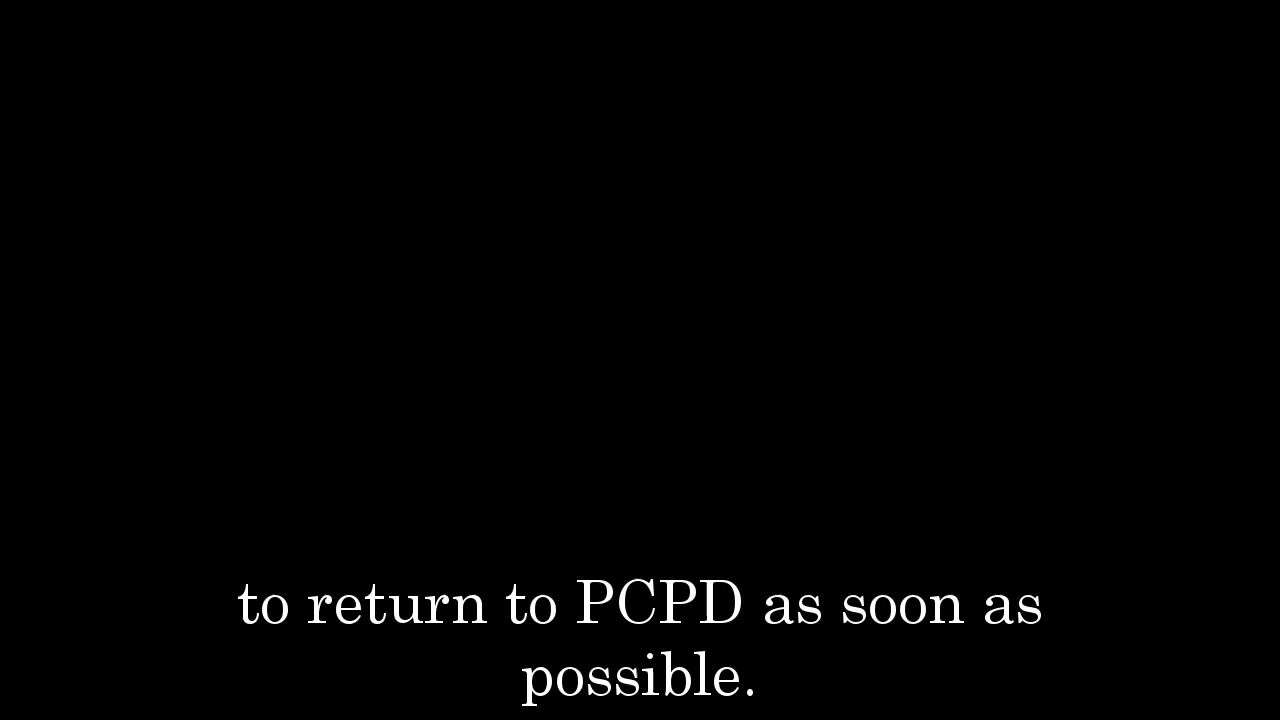 to return to PCPD as soon as
possible.